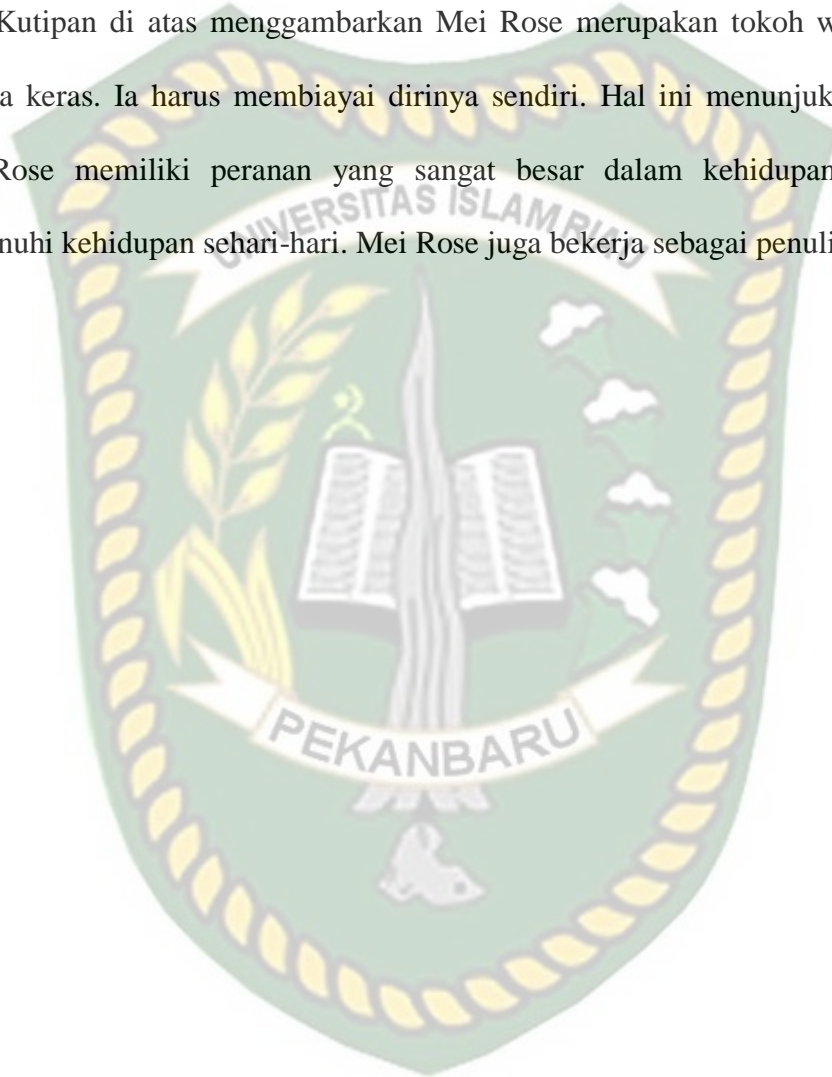 Kutipan di atas menggambarkan Mei Rose merupakan tokoh w
a keras. Ia harus membiayai dirinya sendiri. Hal ini menunjuk
Rose memiliki peranan yang sangat besar dalam kehidupan
nuhi kehidupan sehari-hari. Mei Rose juga bekerja sebagai penuli
UNIVERSITAS ISLAM RIAU
PEKANBARU